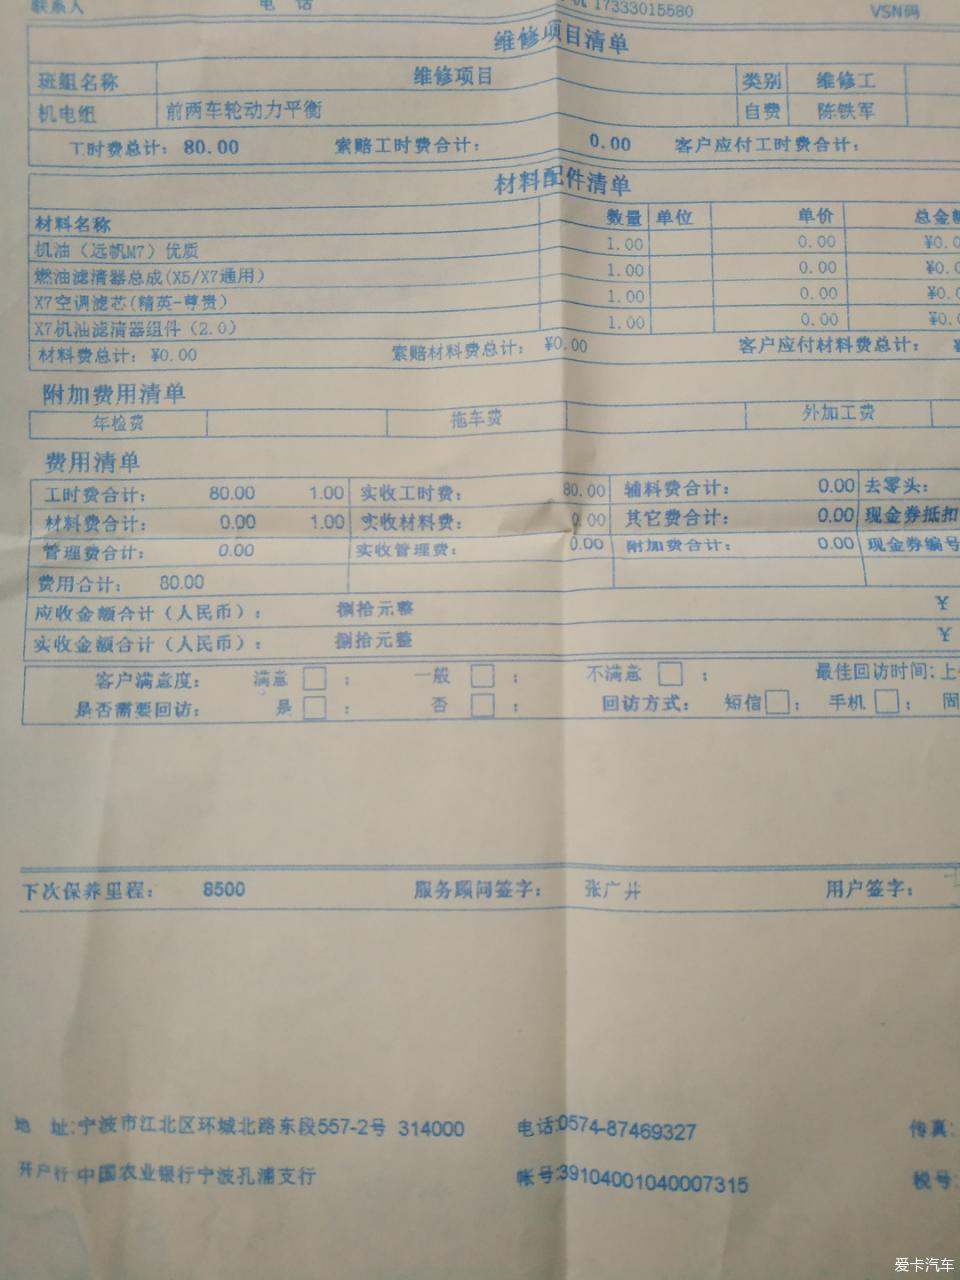 联系人 电 话 17333015580 VSN码
维修项目清单
班组名称 维修项目 类别 维修工
机电组 前两车轮动力平衡 自费 陈铁军
工时费总计: 80.00 索赔工时费合计: 0.00 客户应付工时费合计:
材料配件清单
材料名称 数量 单位 单价 总金额
机油（远帆M7）优质 1.00 0.00 ¥0.0
燃油滤清器总成(X5/X7通用) 1.00 0.00 ¥0.0
X7空调滤芯(精英-尊贵) 1.00 0.00 ¥0.0
X7机油滤清器组件（2.0） 1.00 0.00 ¥0.
材料费总计: ¥0.00 索赔材料费总计: ¥0.00 客户应付材料费总计: ¥
附加费用清单
年检费 拖车费 外加工费
费用清单
工时费合计: 80.00 1.00 实收工时费: 80.00 辅料费合计: 0.00 去零头:
材料费合计: 0.00 1.00 实收材料费: 0.00 其它费合计: 0.00 现金券抵扣
管理费合计: 0.00 实收管理费: 0.00 附加费合计: 0.00 现金券编号
费用合计: 80.00
应收金额合计（人民币）: 捌拾元整 ¥
实收金额合计（人民币）: 捌拾元整 ¥
客户满意度: 满意 ; 一般 ; 不满意 ; 最佳回访时间:上
是否需要回访: 是 ; 否 ; 回访方式: 短信 ; 手机 ; 固
下次保养里程: 8500 服务顾问签字: 张广井 用户签字:
地 址:宁波市江北区环城北路东段557-2号 314000 电话:0574-87469327 传真:
开户行:中国农业银行宁波孔浦支行 帐号:39104001040007315 税号:
爱卡汽车